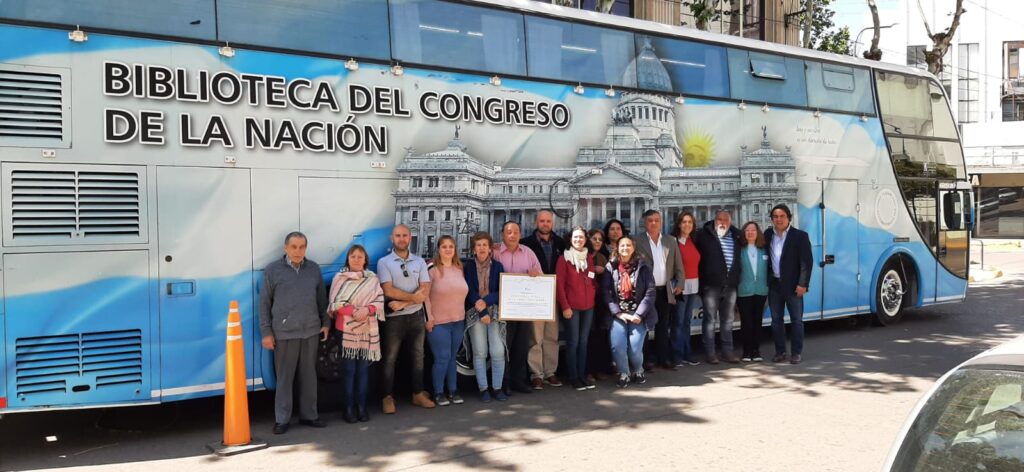 BIBLIOTECA DEL CONGRESO
DE LA NACIÓN